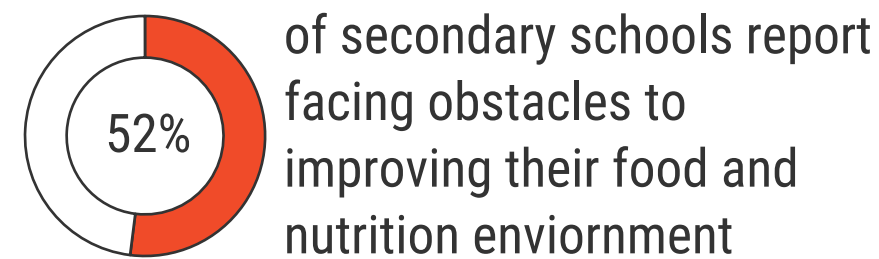 52%
of secondary schools report
facing obstacles to
improving their food and
nutrition enviornment